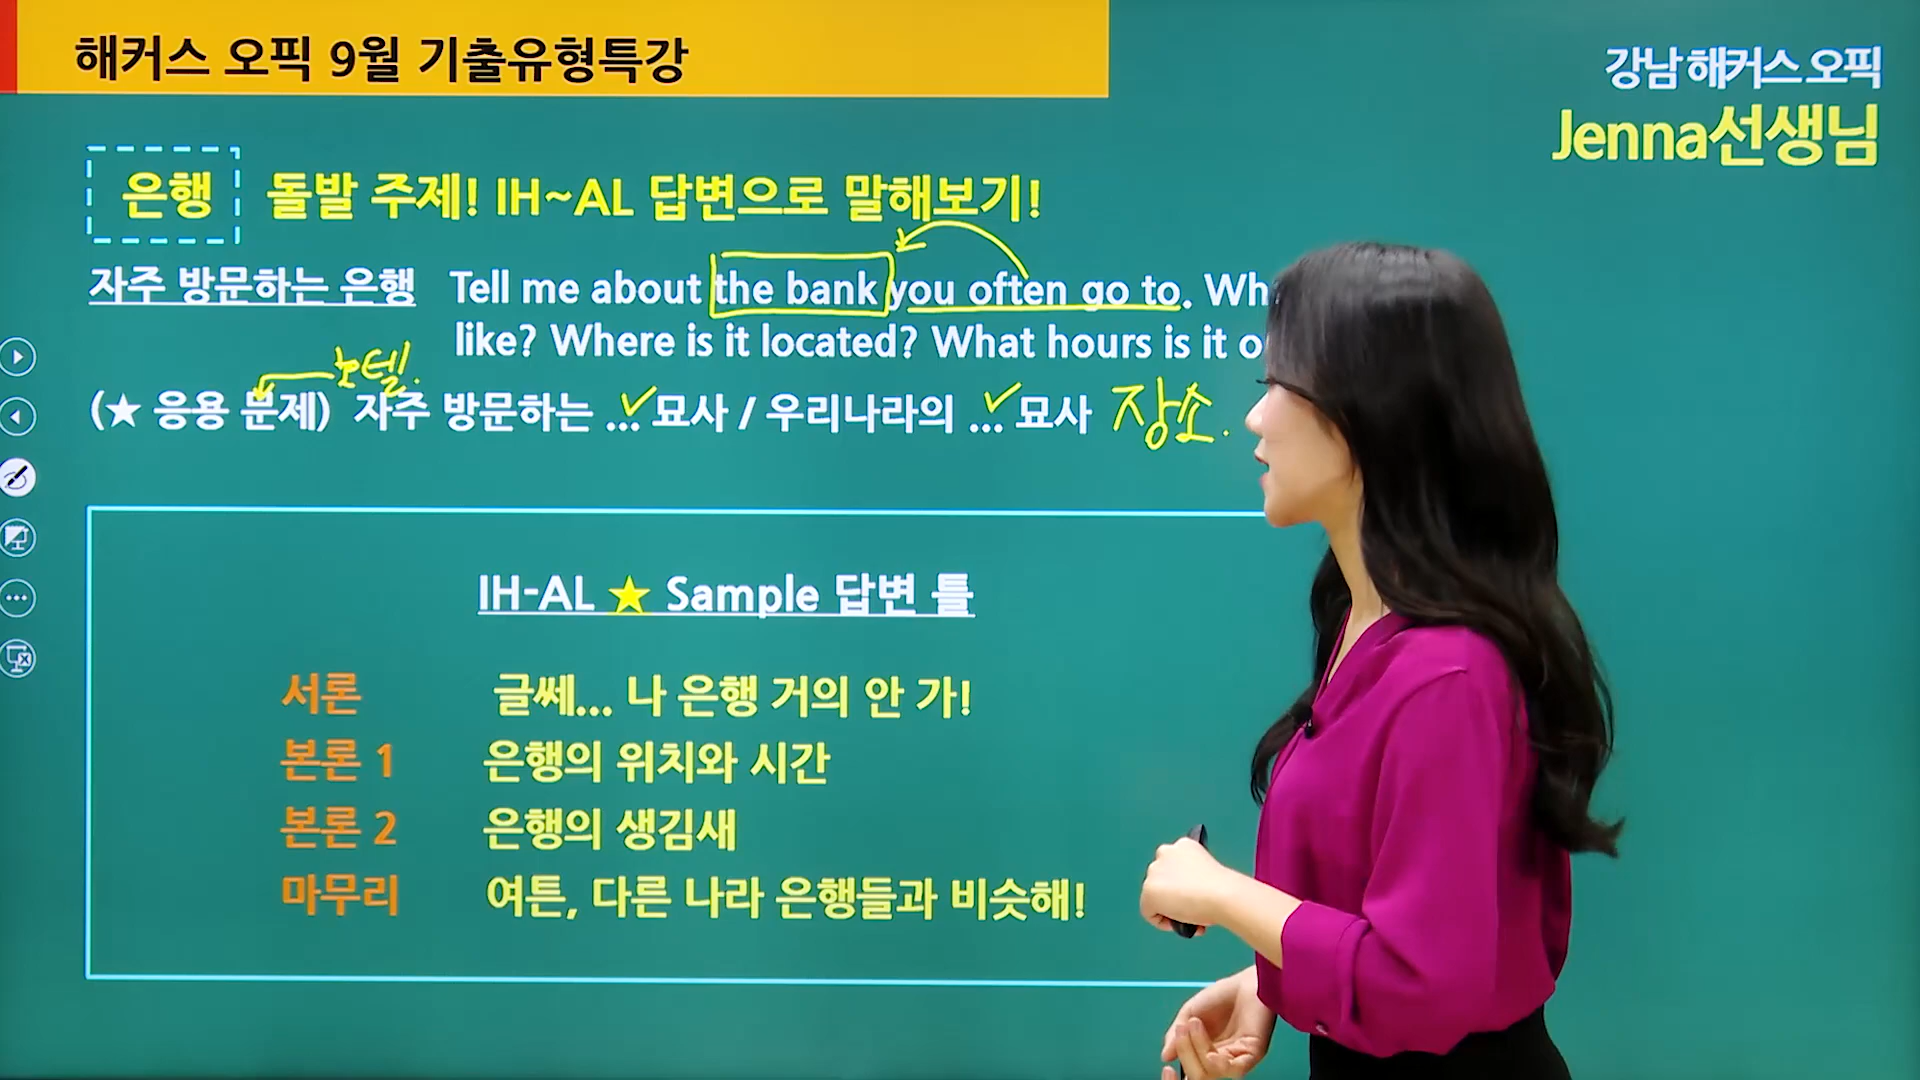 해커스 오픽 9월 기출유형특강
강남 해커스 오픽
Jenna선생님
은행 돌발 주제! IH~AL 답변으로 말해보기!
자주 방문하는 은행 Tell me about the bank you often go to. Wh
like? Where is it located? What hours is it o
(★ 응용 문제) 자주 방문하는 ... 묘사 / 우리나라의 ... 묘사 장소.
IH-AL ★ Sample 답변 틀
서론 글쎄... 나 은행 거의 안 가!
본론 1 은행의 위치와 시간
본론 2 은행의 생김새
마무리 여튼, 다른 나라 은행들과 비슷해!